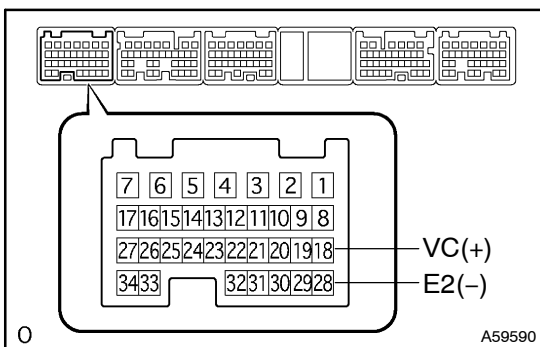 7 6 5 4 3 2 1
17 16 15 14 13 12 11 10 9 8
27 26 25 24 23 22 21 20 19 18 VC(+)
34 33 32 31 30 29 28 E2(−)
O A59590